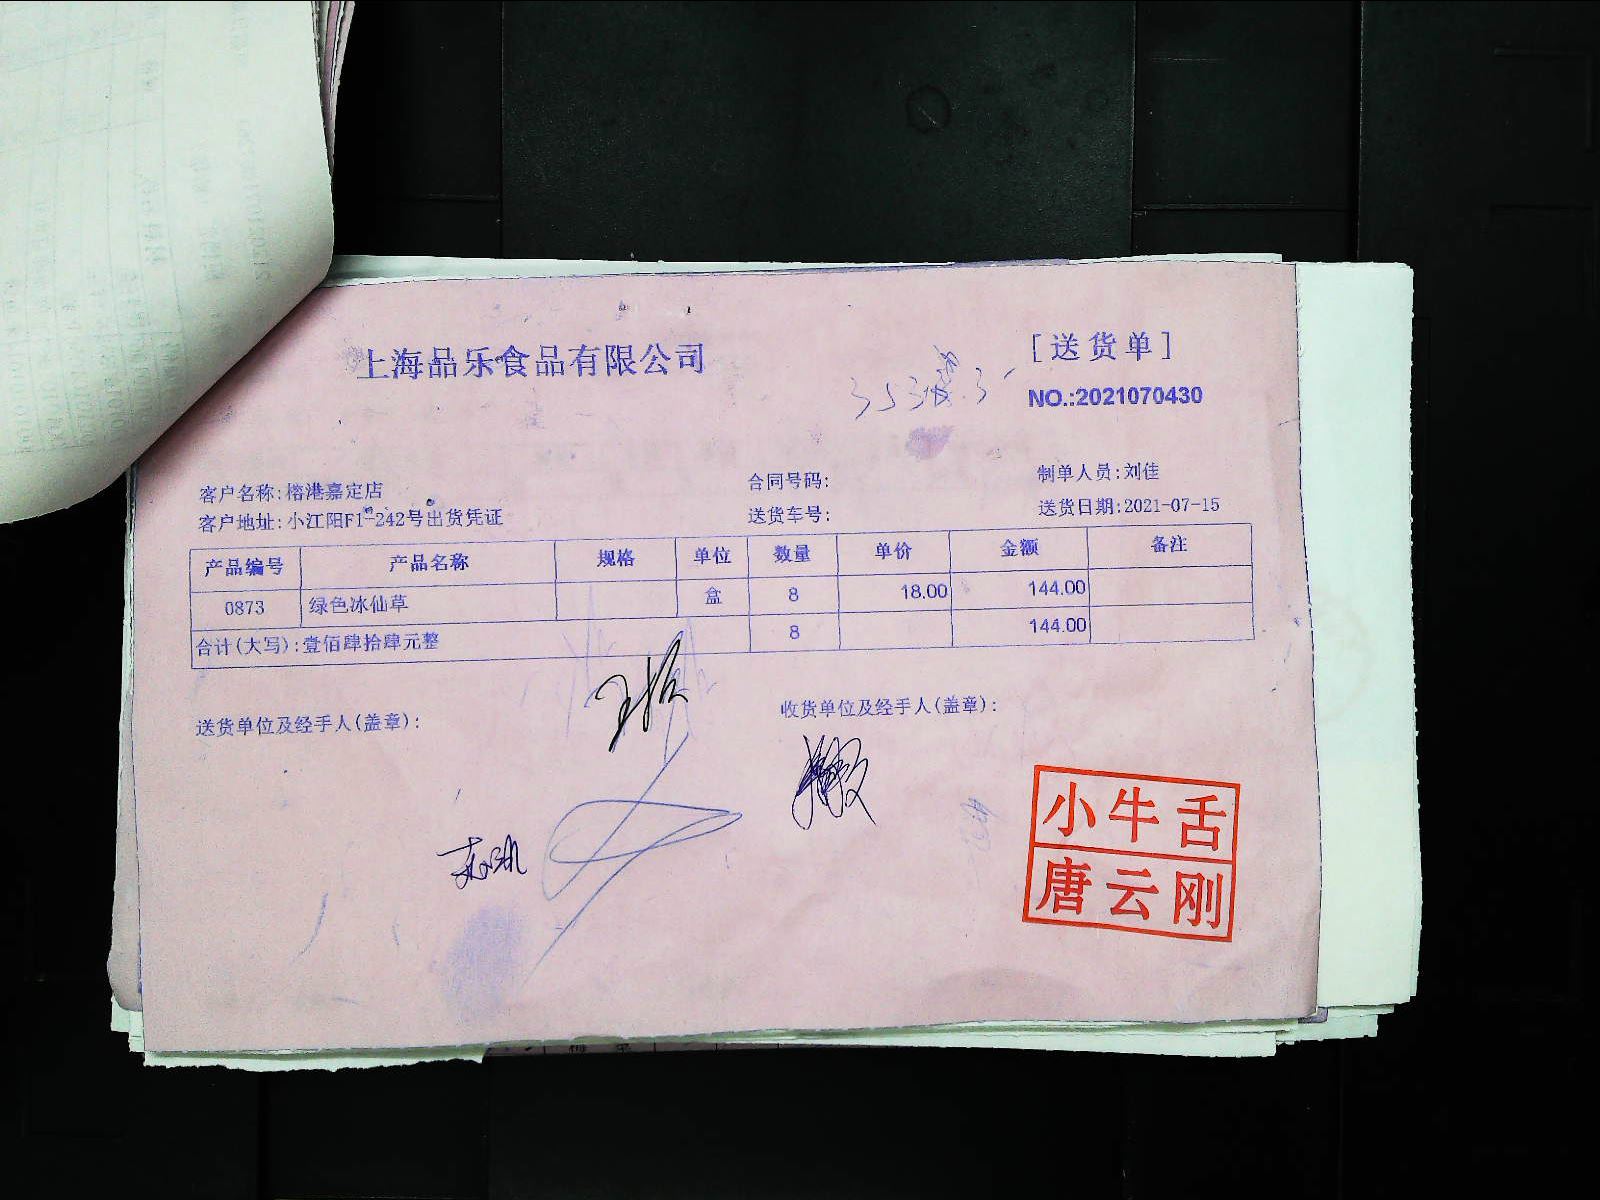 上海品乐食品有限公司
[送货单]
NO.:2021070430
客户名称:榕港嘉定店
合同号码:
制单人员:刘佳
客户地址:小江阳F1-242号出货凭证
送货车号:
送货日期:2021-07-15
产品编号 产品名称 规格 单位 数量 单价 金额 备注
0873 绿色冰仙草 盒 8 18.00 144.00
合计(大写):壹佰肆拾肆元整 8 144.00
送货单位及经手人(盖章):
收货单位及经手人(盖章):
小牛舌
唐云刚